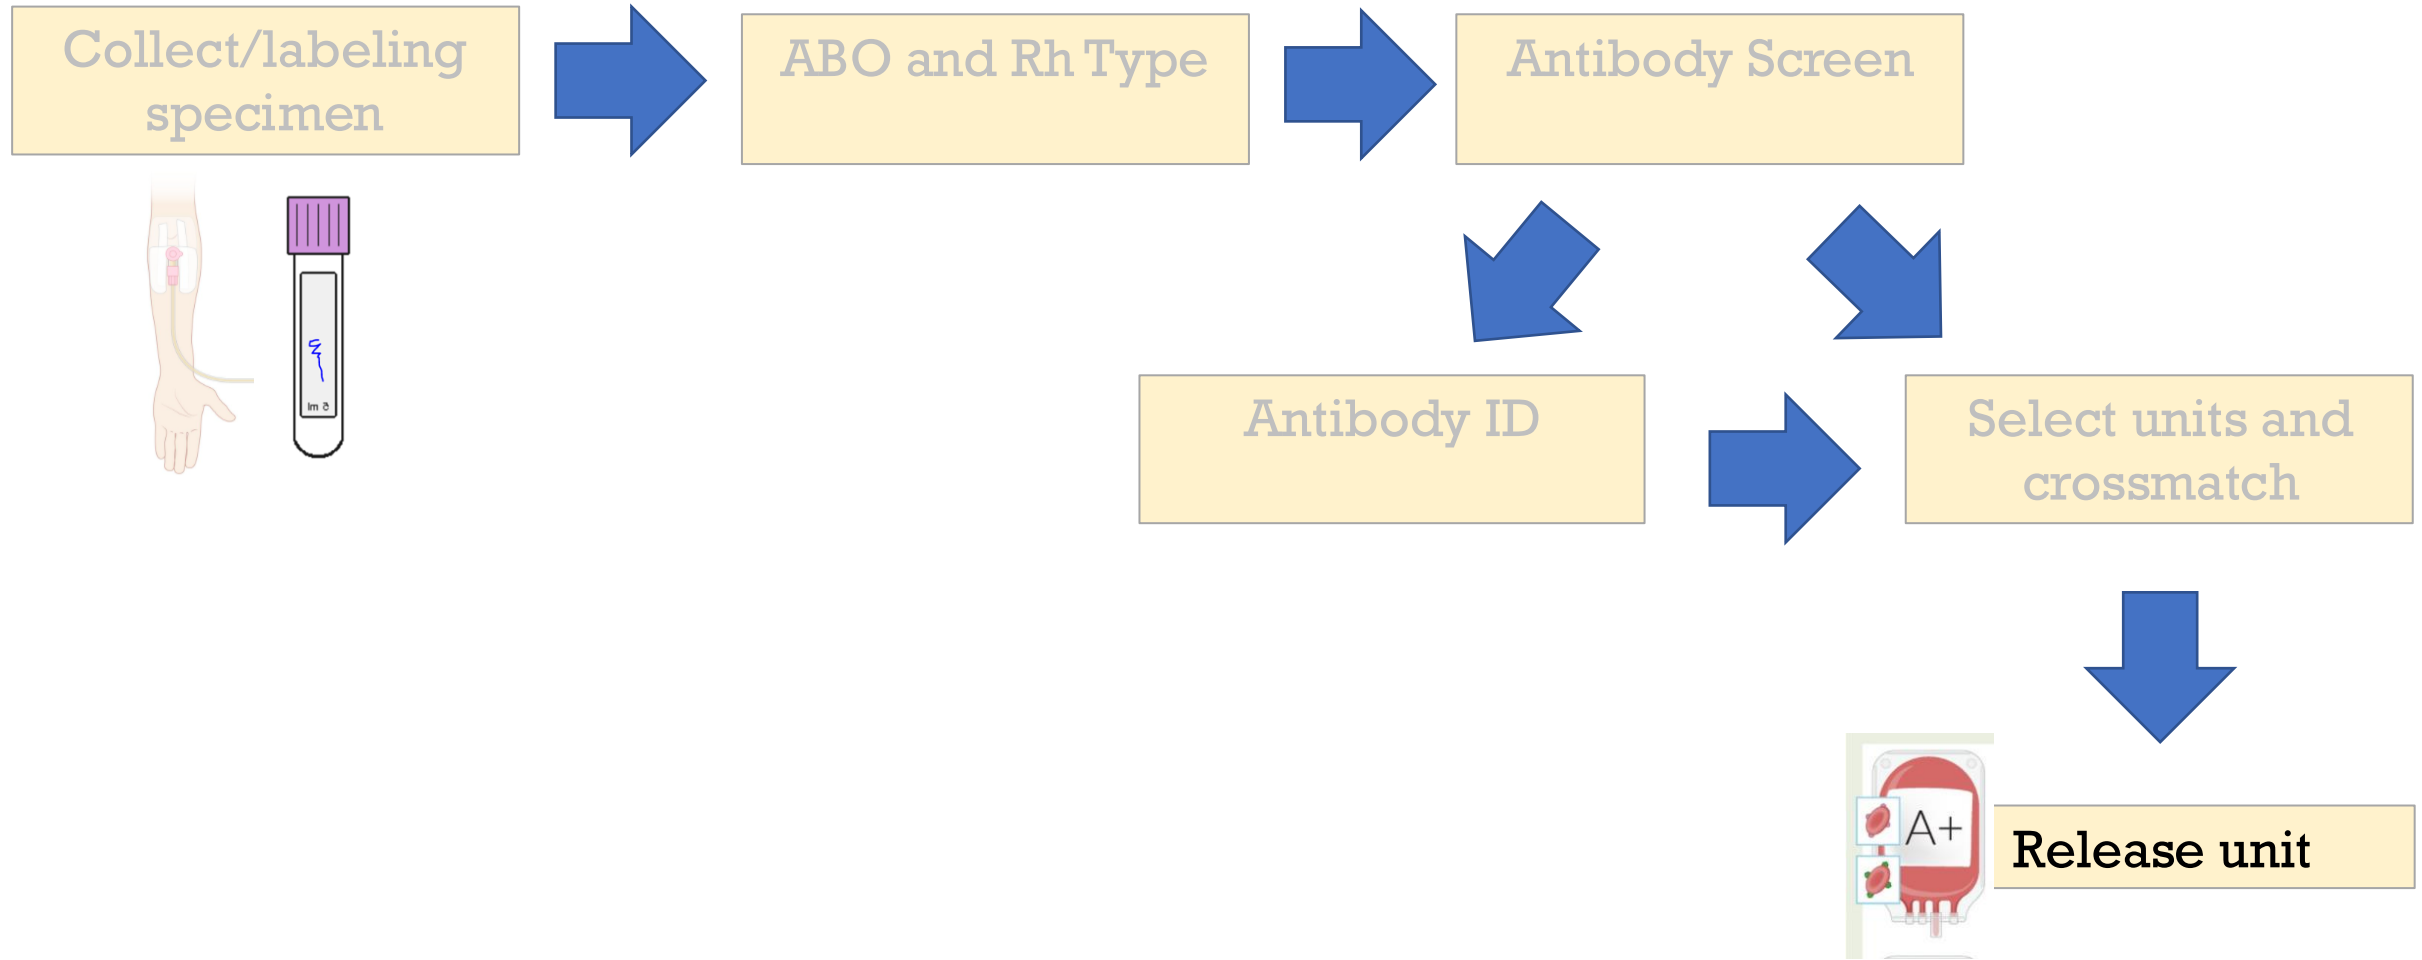 Collect/labeling
specimen
ABO and Rh Type
Antibody Screen
Antibody ID
Select units and
crossmatch
A+
Release unit